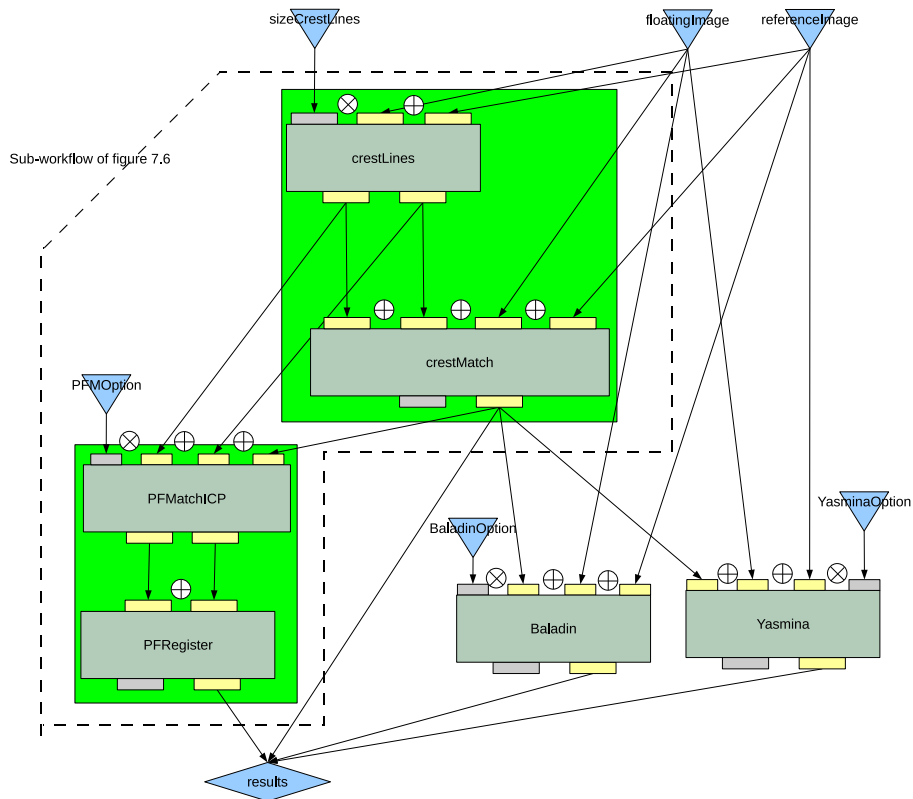 sizeCrestLines
floatingImage
referenceImage
Sub-workflow of figure 7.6
crestLines
crestMatch
PFMOption
PFMatchICP
BaladinOption
YasminaOption
Baladin
Yasmina
PFRegister
results